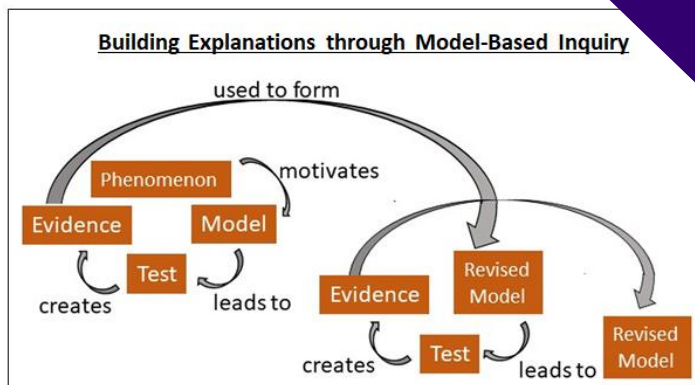 Building Explanations through Model-Based Inquiry
used to form
Phenomenon
motivates
Evidence
Model
Test
creates
leads to
Evidence
Revised
Model
Test
creates
leads to
Revised
Model